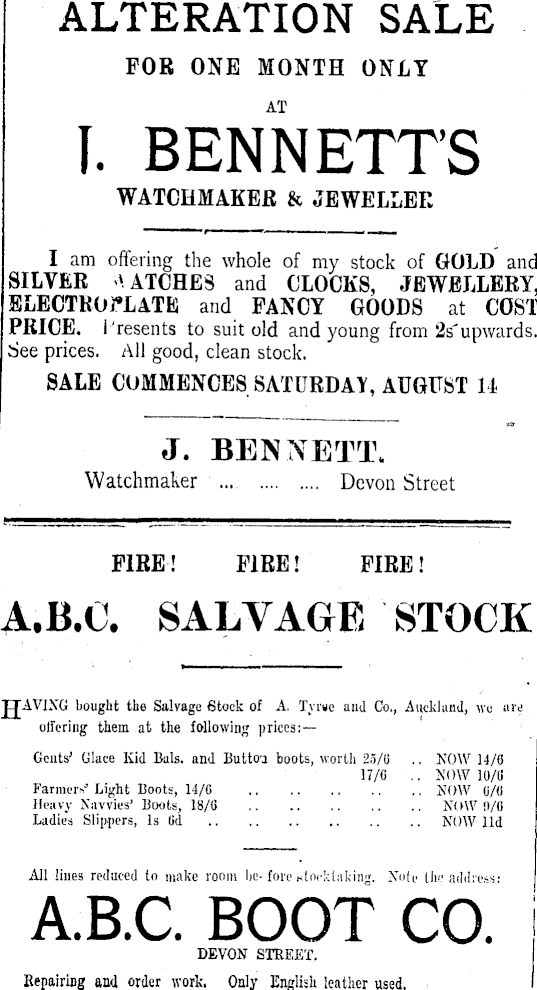 ALTERATION SALE
FOR ONE MONTH ONLY
AT
J. BENNETT'S
WATCHMAKER & JEWELLER
I am offering the whole of my stock of GOLD and
SILVER WATCHES and CLOCKS, JEWELLERY,
ELECTROPLATE and FANCY GOODS at COST
PRICE. Presents to suit old and young from 2s upwards.
See prices. All good, clean stock.
SALE COMMENCES SATURDAY, AUGUST 14
J. BENNETT.
Watchmaker ... .... .... Devon Street
FIRE! FIRE! FIRE!
A.B.C. SALVAGE STOCK
HAVING bought the Salvage Stock of A. and Co., Auckland, we are
offering them at the following prices:—
Gents' Glace Kid Bals. and Button boots, worth 25/6 .. NOW 14/6
17/6 .. NOW 10/6
Farmers' Light Boots, 14/6 .. .. .. .. .. NOW 6/6
Heavy Navvies' Boots, 18/6 .. .. .. .. NOW 9/6
Ladies Slippers, 1s 6d .. .. .. .. .. .. NOW 11d
All lines reduced to make room be- fore stocktaking. Note the address:
A.B.C. BOOT CO.
DEVON STREET.
Repairing and order work. Only English leather used.